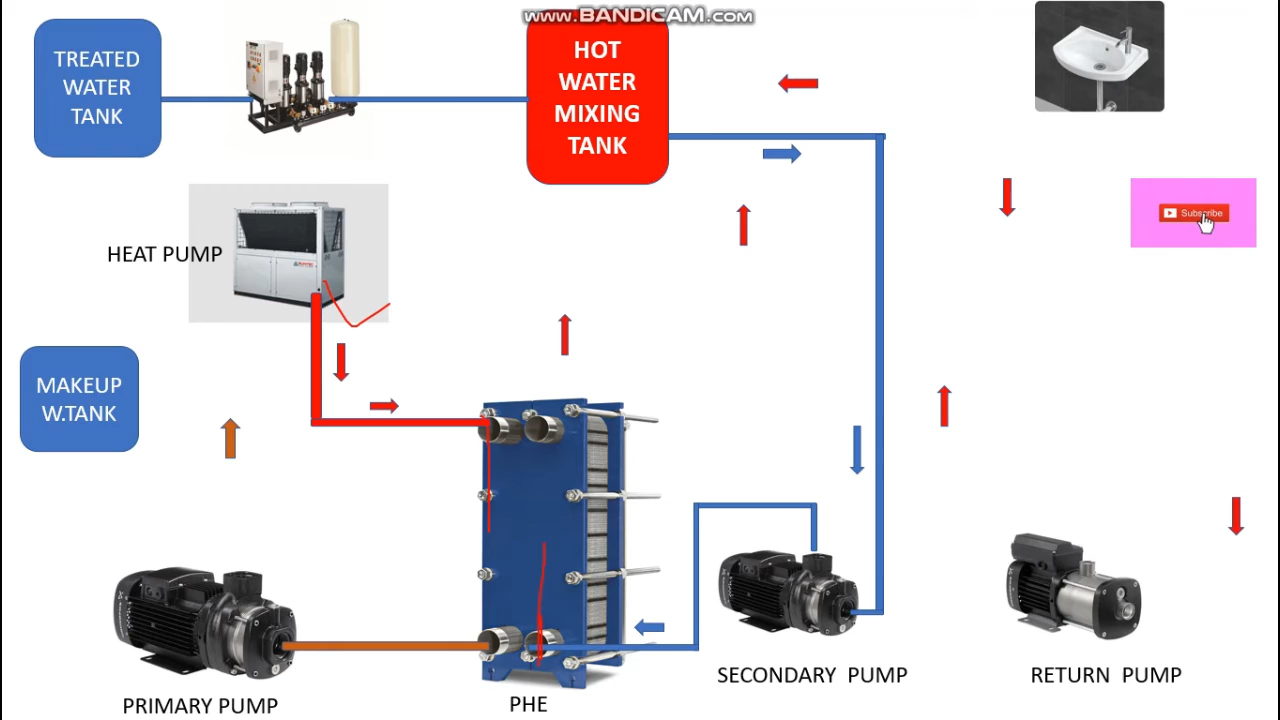 www.BANDICAM.com
TREATED
WATER
TANK
HOT
WATER
MIXING
TANK
Subscribe
HEAT PUMP
MAKEUP
W.TANK
SECONDARY PUMP
RETURN PUMP
PRIMARY PUMP
PHE